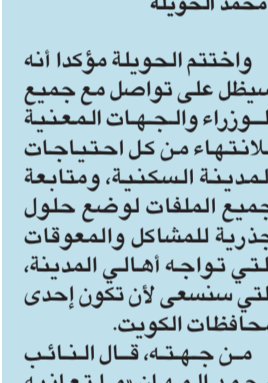 محمد الحويلة
واختتم الحويلة مؤكدا أنه
سيظل على تواصل مع جميع
الوزراء والجهات المعنية
للانتهاء من كل احتياجات
المدينة السكنية، ومتابعة
جميع الملفات لوضع حلول
جذرية للمشاكل والمعوقات
التي تواجه أهالي المدينة،
التي سنسعى لأن تكون إحدى
محافظات الكويت.
من جهته، قال النائب